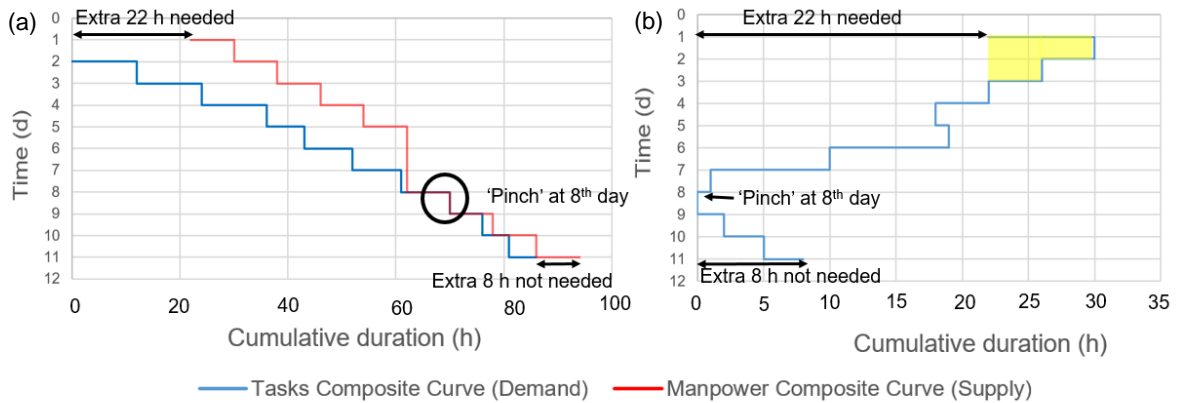 (a)
Extra 22 h needed
0
1
2
3
4
5
6
7
8
9
10
11
12
Time (d)
'Pinch' at 8th day
Extra 8 h not needed
0 20 40 60 80 100
Cumulative duration (h)
(b)
Extra 22 h needed
0
1
2
3
4
5
6
7
8
9
10
11
12
Time (d)
'Pinch' at 8th day
Extra 8 h not needed
0 5 10 15 20 25 30 35
Cumulative duration (h)
Tasks Composite Curve (Demand) Manpower Composite Curve (Supply)